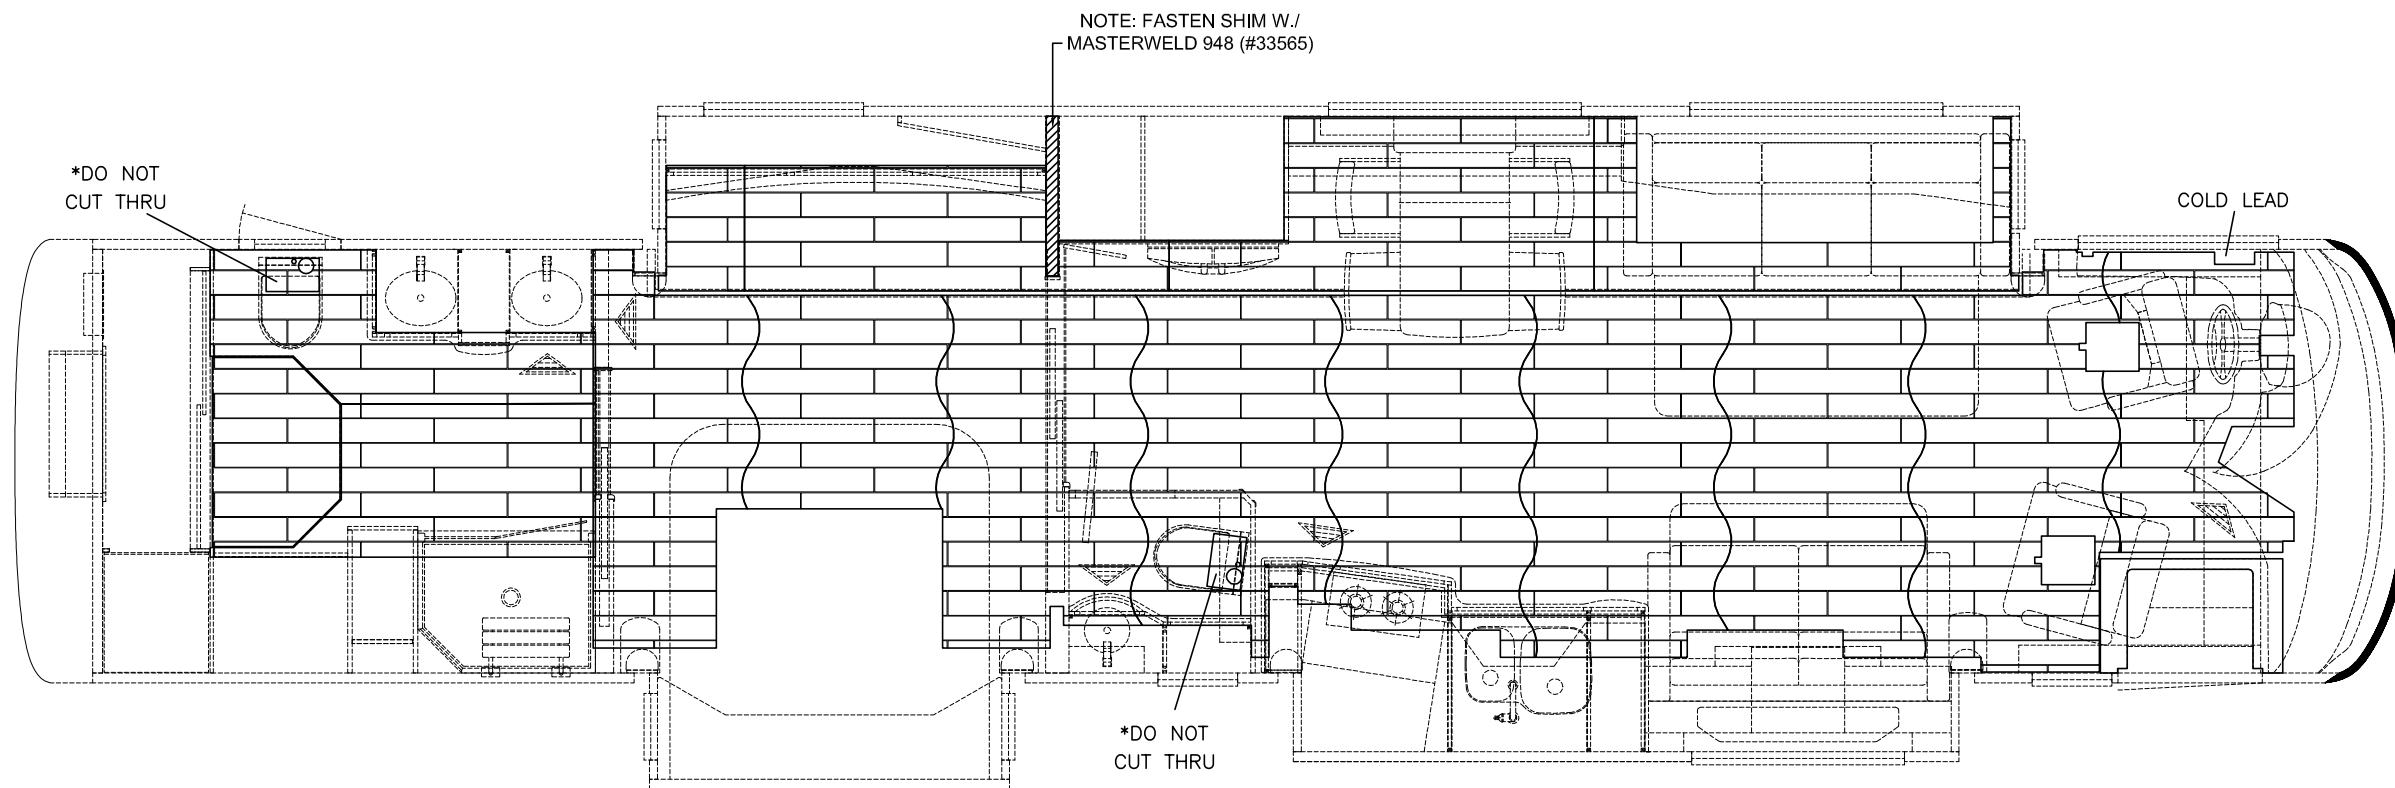 NOTE: FASTEN SHIM W./
MASTERWELD 948 (#33565)
*DO NOT
CUT THRU
COLD LEAD
*DO NOT
CUT THRU